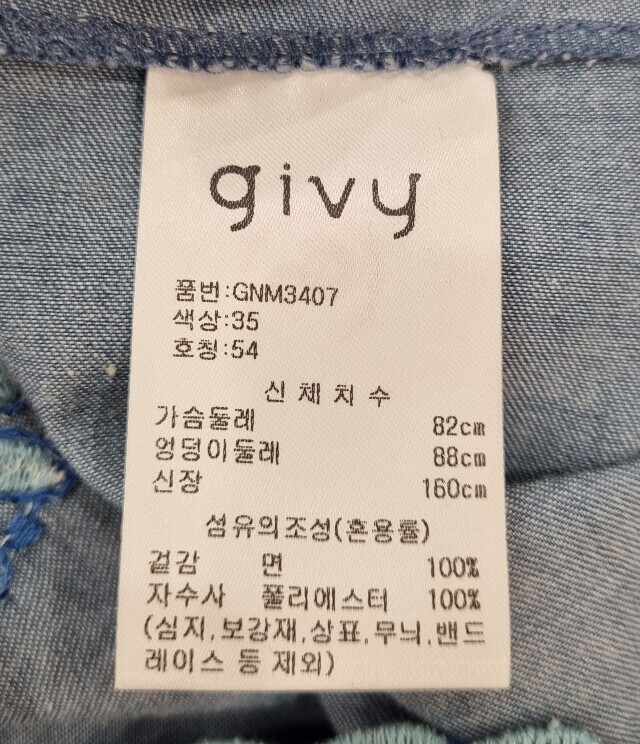 givy
품번:GNM3407
색상:35
호칭:54
신체치수
가슴둘레 82cm
엉덩이둘레 88cm
신장 160cm
섬유의조성(혼용률)
겉감 면 100%
자수사 폴리에스터 100%
(심지,보강재,상표,무늬,밴드
레이스 등 제외)